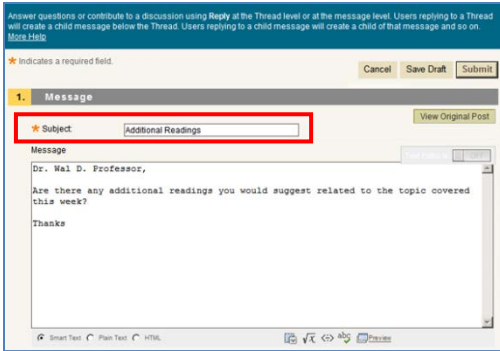 Answer questions or contribute to a discussion using Reply at the Thread level or at the message level. Users replying to a Thread
will create a child message below the Thread. Users replying to a child message will create a child of that message and so on.
More Help
* Indicates a required field.
Cancel Save Draft Submit
1. Message
View Original Post
* Subject: Additional Readings
Message
Dr. Wal D. Professor,
Are there any additional readings you would suggest related to the topic covered
this week?
Thanks
Smart Text Plain Text HTML abc Preview